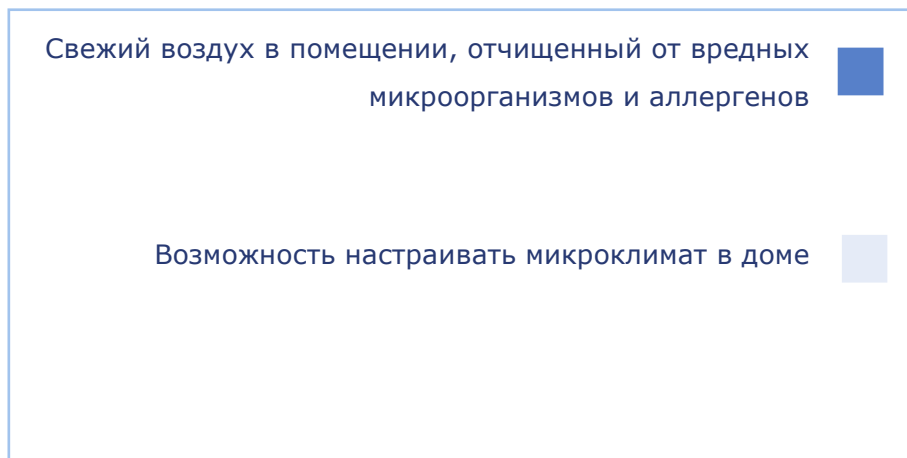 Свежий воздух в помещении, отчищенный от вредных
микроорганизмов и аллергенов
Возможность настраивать микроклимат в доме